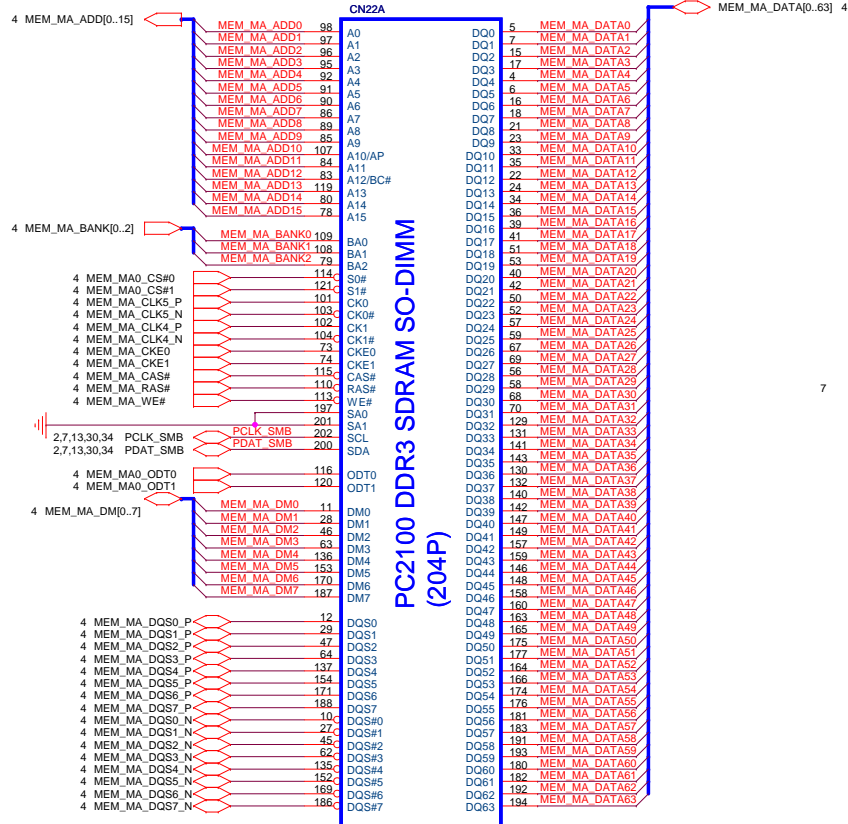 CN22A
4 MEM_MA_ADD[0..15]
MEM_MA_ADD0 98 A0
MEM_MA_ADD1 97 A1
MEM_MA_ADD2 96 A2
MEM_MA_ADD3 95 A3
MEM_MA_ADD4 92 A4
MEM_MA_ADD5 91 A5
MEM_MA_ADD6 90 A6
MEM_MA_ADD7 86 A7
MEM_MA_ADD8 89 A8
MEM_MA_ADD9 85 A9
MEM_MA_ADD10 107 A10/AP
MEM_MA_ADD11 84 A11
MEM_MA_ADD12 83 A12/BC#
MEM_MA_ADD13 119 A13
MEM_MA_ADD14 80 A14
MEM_MA_ADD15 78 A15
4 MEM_MA_BANK[0..2]
MEM_MA_BANK0 109 BA0
MEM_MA_BANK1 108 BA1
MEM_MA_BANK2 79 BA2
4 MEM_MA0_CS#0 114 S0#
4 MEM_MA0_CS#1 121 S1#
4 MEM_MA_CLK5_P 101 CK0
4 MEM_MA_CLK5_N 103 CK0#
4 MEM_MA_CLK4_P 102 CK1
4 MEM_MA_CLK4_N 104 CK1#
4 MEM_MA_CKE0 73 CKE0
4 MEM_MA_CKE1 74 CKE1
4 MEM_MA_CAS# 115 CAS#
4 MEM_MA_RAS# 110 RAS#
4 MEM_MA_WE# 113 WE#
197 SA0
201 SA1
2,7,13,30,34 PCLK_SMB PCLK_SMB 202 SCL
2,7,13,30,34 PDAT_SMB PDAT_SMB 200 SDA
4 MEM_MA0_ODT0 116 ODT0
4 MEM_MA0_ODT1 120 ODT1
4 MEM_MA_DM[0..7]
MEM_MA_DM0 11 DM0
MEM_MA_DM1 28 DM1
MEM_MA_DM2 46 DM2
MEM_MA_DM3 63 DM3
MEM_MA_DM4 136 DM4
MEM_MA_DM5 153 DM5
MEM_MA_DM6 170 DM6
MEM_MA_DM7 187 DM7
4 MEM_MA_DQS0_P 12 DQS0
4 MEM_MA_DQS1_P 29 DQS1
4 MEM_MA_DQS2_P 47 DQS2
4 MEM_MA_DQS3_P 64 DQS3
4 MEM_MA_DQS4_P 137 DQS4
4 MEM_MA_DQS5_P 154 DQS5
4 MEM_MA_DQS6_P 171 DQS6
4 MEM_MA_DQS7_P 188 DQS7
4 MEM_MA_DQS0_N 10 DQS#0
4 MEM_MA_DQS1_N 27 DQS#1
4 MEM_MA_DQS2_N 45 DQS#2
4 MEM_MA_DQS3_N 62 DQS#3
4 MEM_MA_DQS4_N 135 DQS#4
4 MEM_MA_DQS5_N 152 DQS#5
4 MEM_MA_DQS6_N 169 DQS#6
4 MEM_MA_DQS7_N 186 DQS#7
PC2100 DDR3 SDRAM SO-DIMM
(204P)
MEM_MA_DATA[0..63] 4
DQ0 5 MEM_MA_DATA0
DQ1 7 MEM_MA_DATA1
DQ2 15 MEM_MA_DATA2
DQ3 17 MEM_MA_DATA3
DQ4 4 MEM_MA_DATA4
DQ5 6 MEM_MA_DATA5
DQ6 16 MEM_MA_DATA6
DQ7 18 MEM_MA_DATA7
DQ8 21 MEM_MA_DATA8
DQ9 23 MEM_MA_DATA9
DQ10 33 MEM_MA_DATA10
DQ11 35 MEM_MA_DATA11
DQ12 22 MEM_MA_DATA12
DQ13 24 MEM_MA_DATA13
DQ14 34 MEM_MA_DATA14
DQ15 36 MEM_MA_DATA15
DQ16 39 MEM_MA_DATA16
DQ17 41 MEM_MA_DATA17
DQ18 51 MEM_MA_DATA18
DQ19 53 MEM_MA_DATA19
DQ20 40 MEM_MA_DATA20
DQ21 42 MEM_MA_DATA21
DQ22 50 MEM_MA_DATA22
DQ23 52 MEM_MA_DATA23
DQ24 57 MEM_MA_DATA24
DQ25 59 MEM_MA_DATA25
DQ26 67 MEM_MA_DATA26
DQ27 69 MEM_MA_DATA27
DQ28 56 MEM_MA_DATA28
DQ29 58 MEM_MA_DATA29
DQ30 68 MEM_MA_DATA30
DQ31 70 MEM_MA_DATA31
DQ32 129 MEM_MA_DATA32
DQ33 131 MEM_MA_DATA33
DQ34 141 MEM_MA_DATA34
DQ35 143 MEM_MA_DATA35
DQ36 130 MEM_MA_DATA36
DQ37 132 MEM_MA_DATA37
DQ38 140 MEM_MA_DATA38
DQ39 142 MEM_MA_DATA39
DQ40 147 MEM_MA_DATA40
DQ41 149 MEM_MA_DATA41
DQ42 157 MEM_MA_DATA42
DQ43 159 MEM_MA_DATA43
DQ44 146 MEM_MA_DATA44
DQ45 148 MEM_MA_DATA45
DQ46 158 MEM_MA_DATA46
DQ47 160 MEM_MA_DATA47
DQ48 163 MEM_MA_DATA48
DQ49 165 MEM_MA_DATA49
DQ50 175 MEM_MA_DATA50
DQ51 177 MEM_MA_DATA51
DQ52 164 MEM_MA_DATA52
DQ53 166 MEM_MA_DATA53
DQ54 174 MEM_MA_DATA54
DQ55 176 MEM_MA_DATA55
DQ56 181 MEM_MA_DATA56
DQ57 183 MEM_MA_DATA57
DQ58 191 MEM_MA_DATA58
DQ59 193 MEM_MA_DATA59
DQ60 180 MEM_MA_DATA60
DQ61 182 MEM_MA_DATA61
DQ62 192 MEM_MA_DATA62
DQ63 194 MEM_MA_DATA63
7